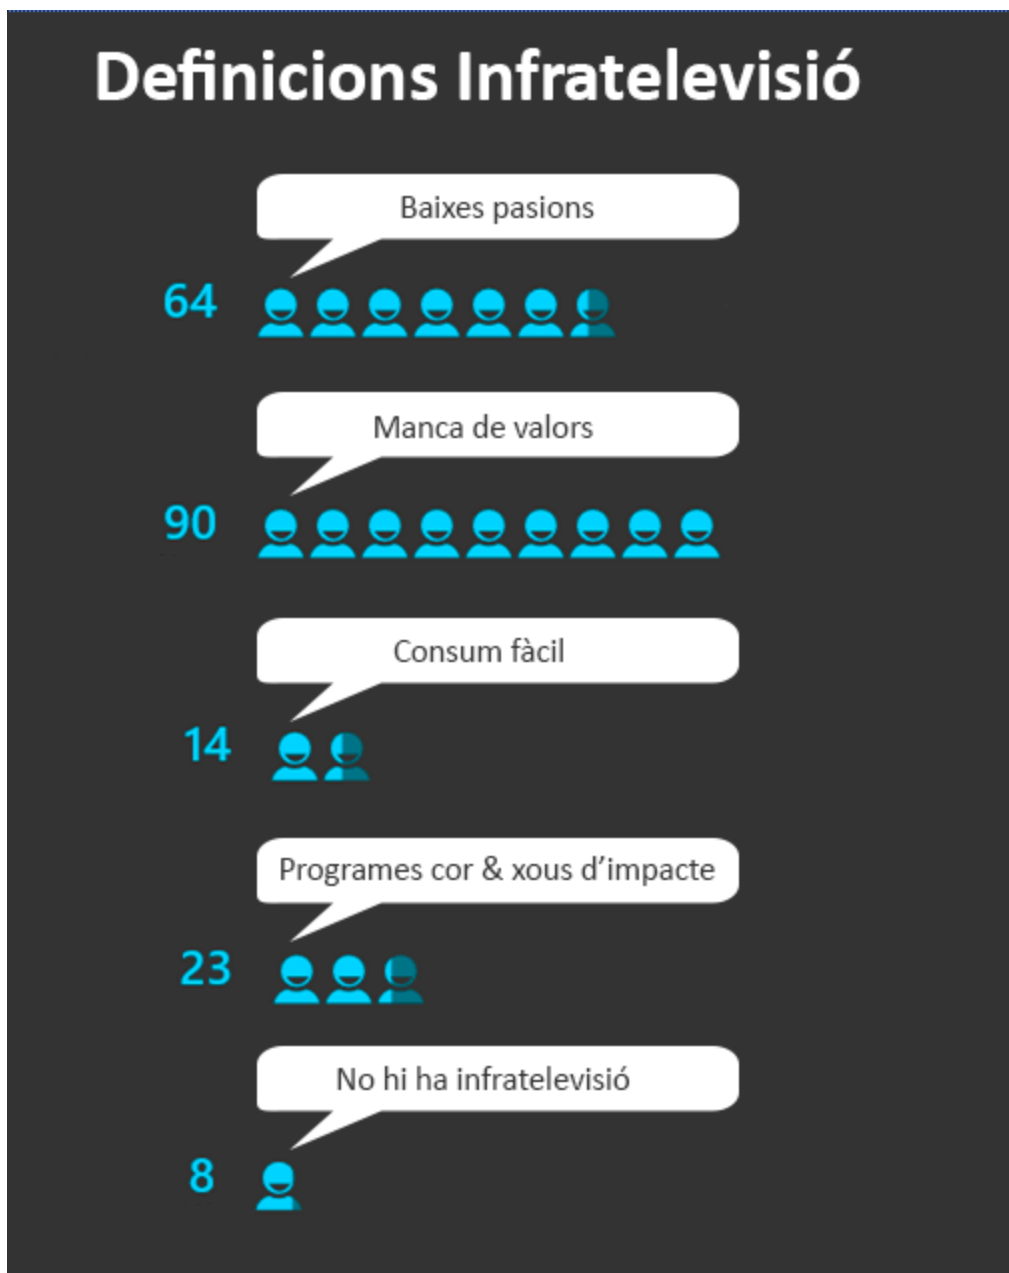 Definicions Infratelevisió
Baixes pasions
64
Manca de valors
90
Consum fàcil
14
Programes cor & xous d’impacte
23
No hi ha infratelevisió
8